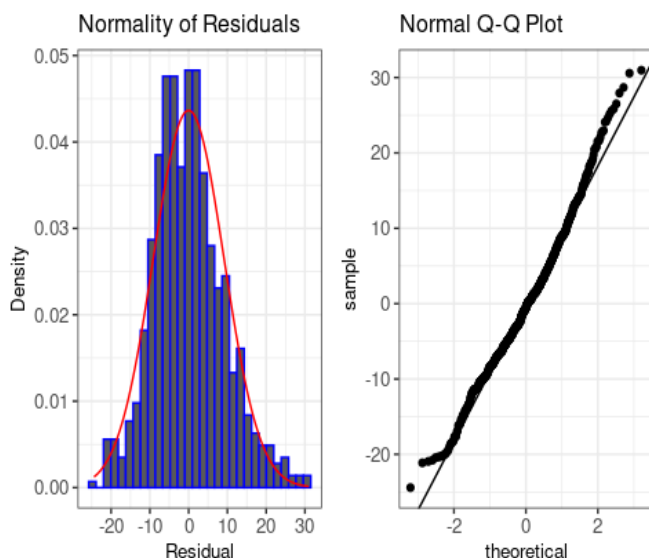 Normality of Residuals
0.05
0.04
0.03
0.02
0.01
0.00
Density
-20 -10 0 10 20 30
Residual
Normal Q-Q Plot
30
20
10
0
-10
-20
sample
-2 0 2
theoretical